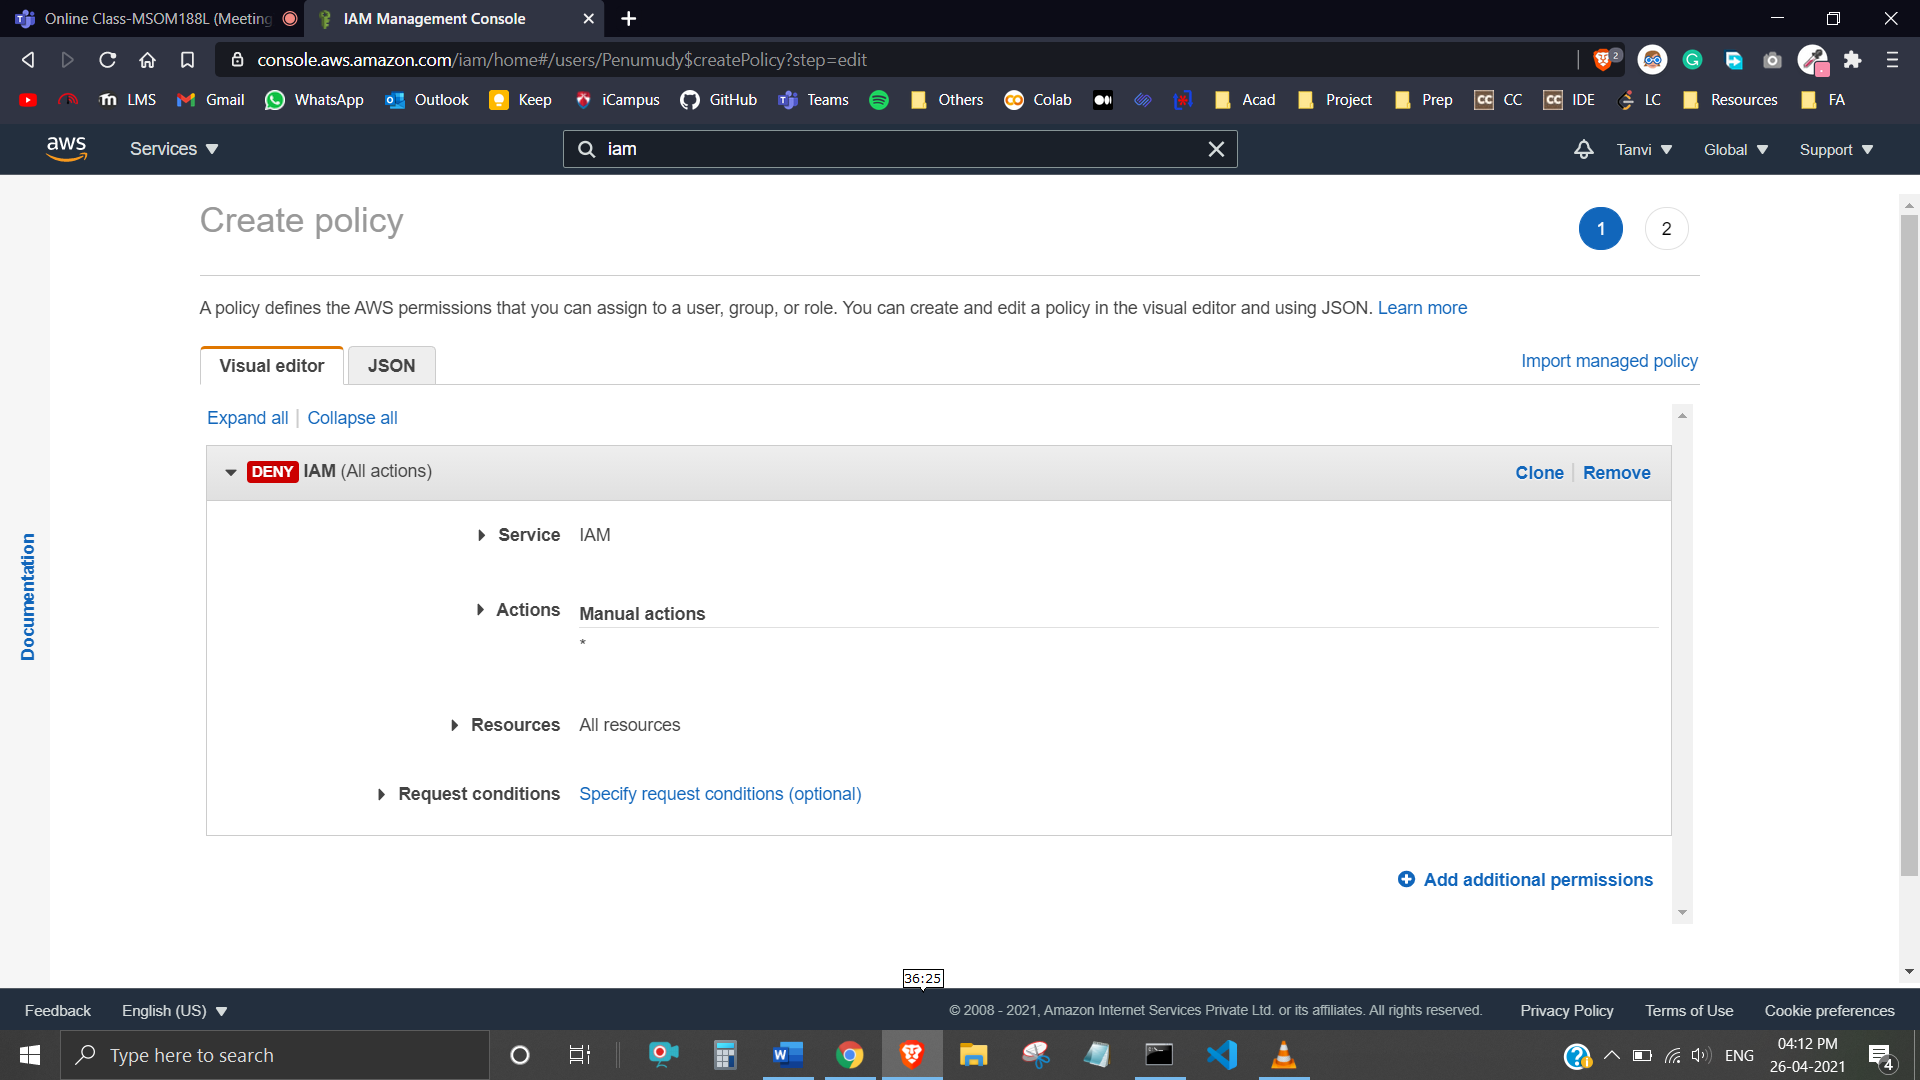 Online Class-MSOM188L (Meeting
IAM Management Console
console.aws.amazon.com/iam/home#/users/Penumudy$createPolicy?step=edit
2
LMS
Gmail
WhatsApp
Outlook
Keep
iCampus
GitHub
Teams
Others
Colab
Acad
Project
Prep
CC CC
CC IDE
LC
Resources
FA
aws
Services
iam
Tanvi
Global
Support
Create policy
1
2
A policy defines the AWS permissions that you can assign to a user, group, or role. You can create and edit a policy in the visual editor and using JSON. Learn more
Visual editor
JSON
Import managed policy
Expand all
Collapse all
DENY IAM (All actions)
Clone
Remove
Service IAM
Actions Manual actions
*
Resources All resources
Request conditions Specify request conditions (optional)
Add additional permissions
Documentation
36:25
Feedback
English (US)
© 2008 - 2021, Amazon Internet Services Private Ltd. or its affiliates. All rights reserved.
Privacy Policy
Terms of Use
Cookie preferences
Type here to search
ENG
04:12 PM
26-04-2021
4